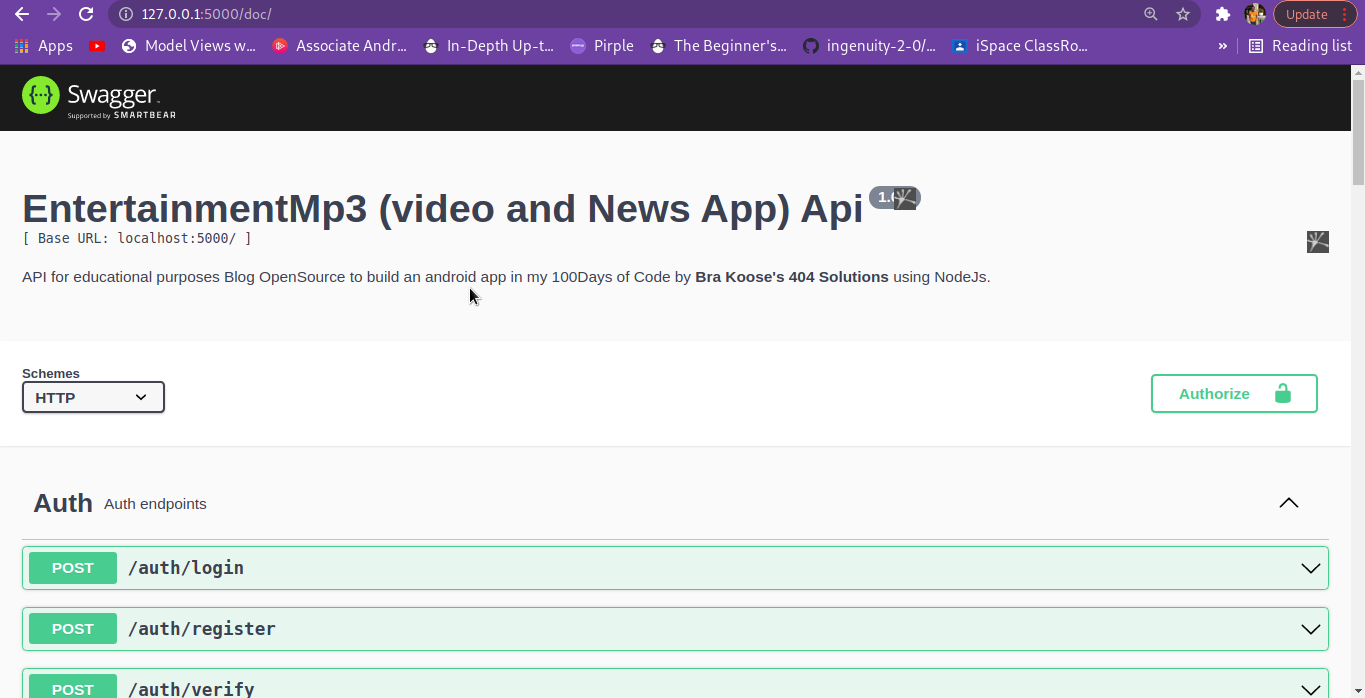 127.0.0.1:5000/doc/
Update
Apps
Model Views w...
Associate Andr...
In-Depth Up-t...
Pirple
The Beginner's...
ingenuity-2-0/...
iSpace ClassRo...
»
Reading list
{···} Swagger
Supported by SMARTBEAR
EntertainmentMp3 (video and News App) Api
[ Base URL: localhost:5000/ ]
API for educational purposes Blog OpenSource to build an android app in my 100Days of Code by Bra Koose's 404 Solutions using NodeJs.
Schemes
HTTP
Authorize
Auth Auth endpoints
POST /auth/login
POST /auth/register
POST /auth/verify